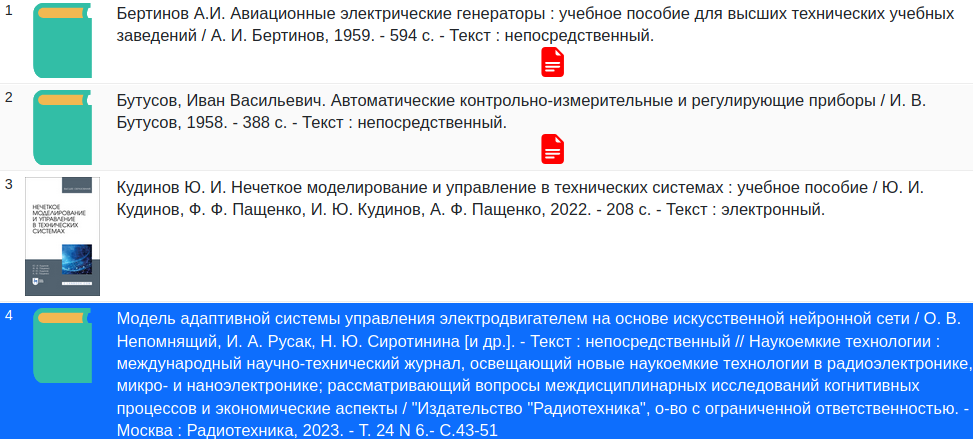 1
Бертинов А.И. Авиационные электрические генераторы : учебное пособие для высших технических учебных
заведений / А. И. Бертинов, 1959. - 594 с. - Текст : непосредственный.
2
Бутусов, Иван Васильевич. Автоматические контрольно-измерительные и регулирующие приборы / И. В.
Бутусов, 1958. - 388 с. - Текст : непосредственный.
3
НЕЧЕТКОЕ
МОДЕЛИРОВАНИЕ
И УПРАВЛЕНИЕ
В ТЕХНИЧЕСКИХ
СИСТЕМАХ
Кудинов Ю. И. Нечеткое моделирование и управление в технических системах : учебное пособие / Ю. И.
Кудинов, Ф. Ф. Пащенко, И. Ю. Кудинов, А. Ф. Пащенко, 2022. - 208 с. - Текст : электронный.
4
Модель адаптивной системы управления электродвигателем на основе искусственной нейронной сети / О. В.
Непомнящий, И. А. Русак, Н. Ю. Сиротинина [и др.]. - Текст : непосредственный // Наукоемкие технологии :
международный научно-технический журнал, освещающий новые наукоемкие технологии в радиоэлектронике,
микро- и наноэлектронике; рассматривающий вопросы междисциплинарных исследований когнитивных
процессов и экономические аспекты / "Издательство "Радиотехника", о-во с ограниченной ответственностью. -
Москва : Радиотехника, 2023. - Т. 24 N 6.- С.43-51